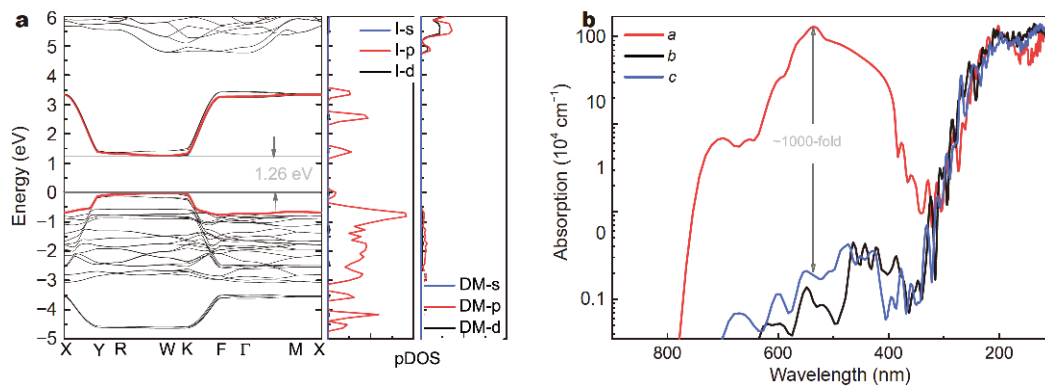 a
I-s
I-p
I-d
6
5
4
3
2
1
0
−1
−2
−3
−4
−5
Energy (eV)
1.26 eV
DM-s
DM-p
DM-d
X Y R W K F Γ M X
pDOS
b
a
b
c
100
10
1
0
0.1
Absorption (10⁴ cm⁻¹)
~1000-fold
800 600 400 200
Wavelength (nm)